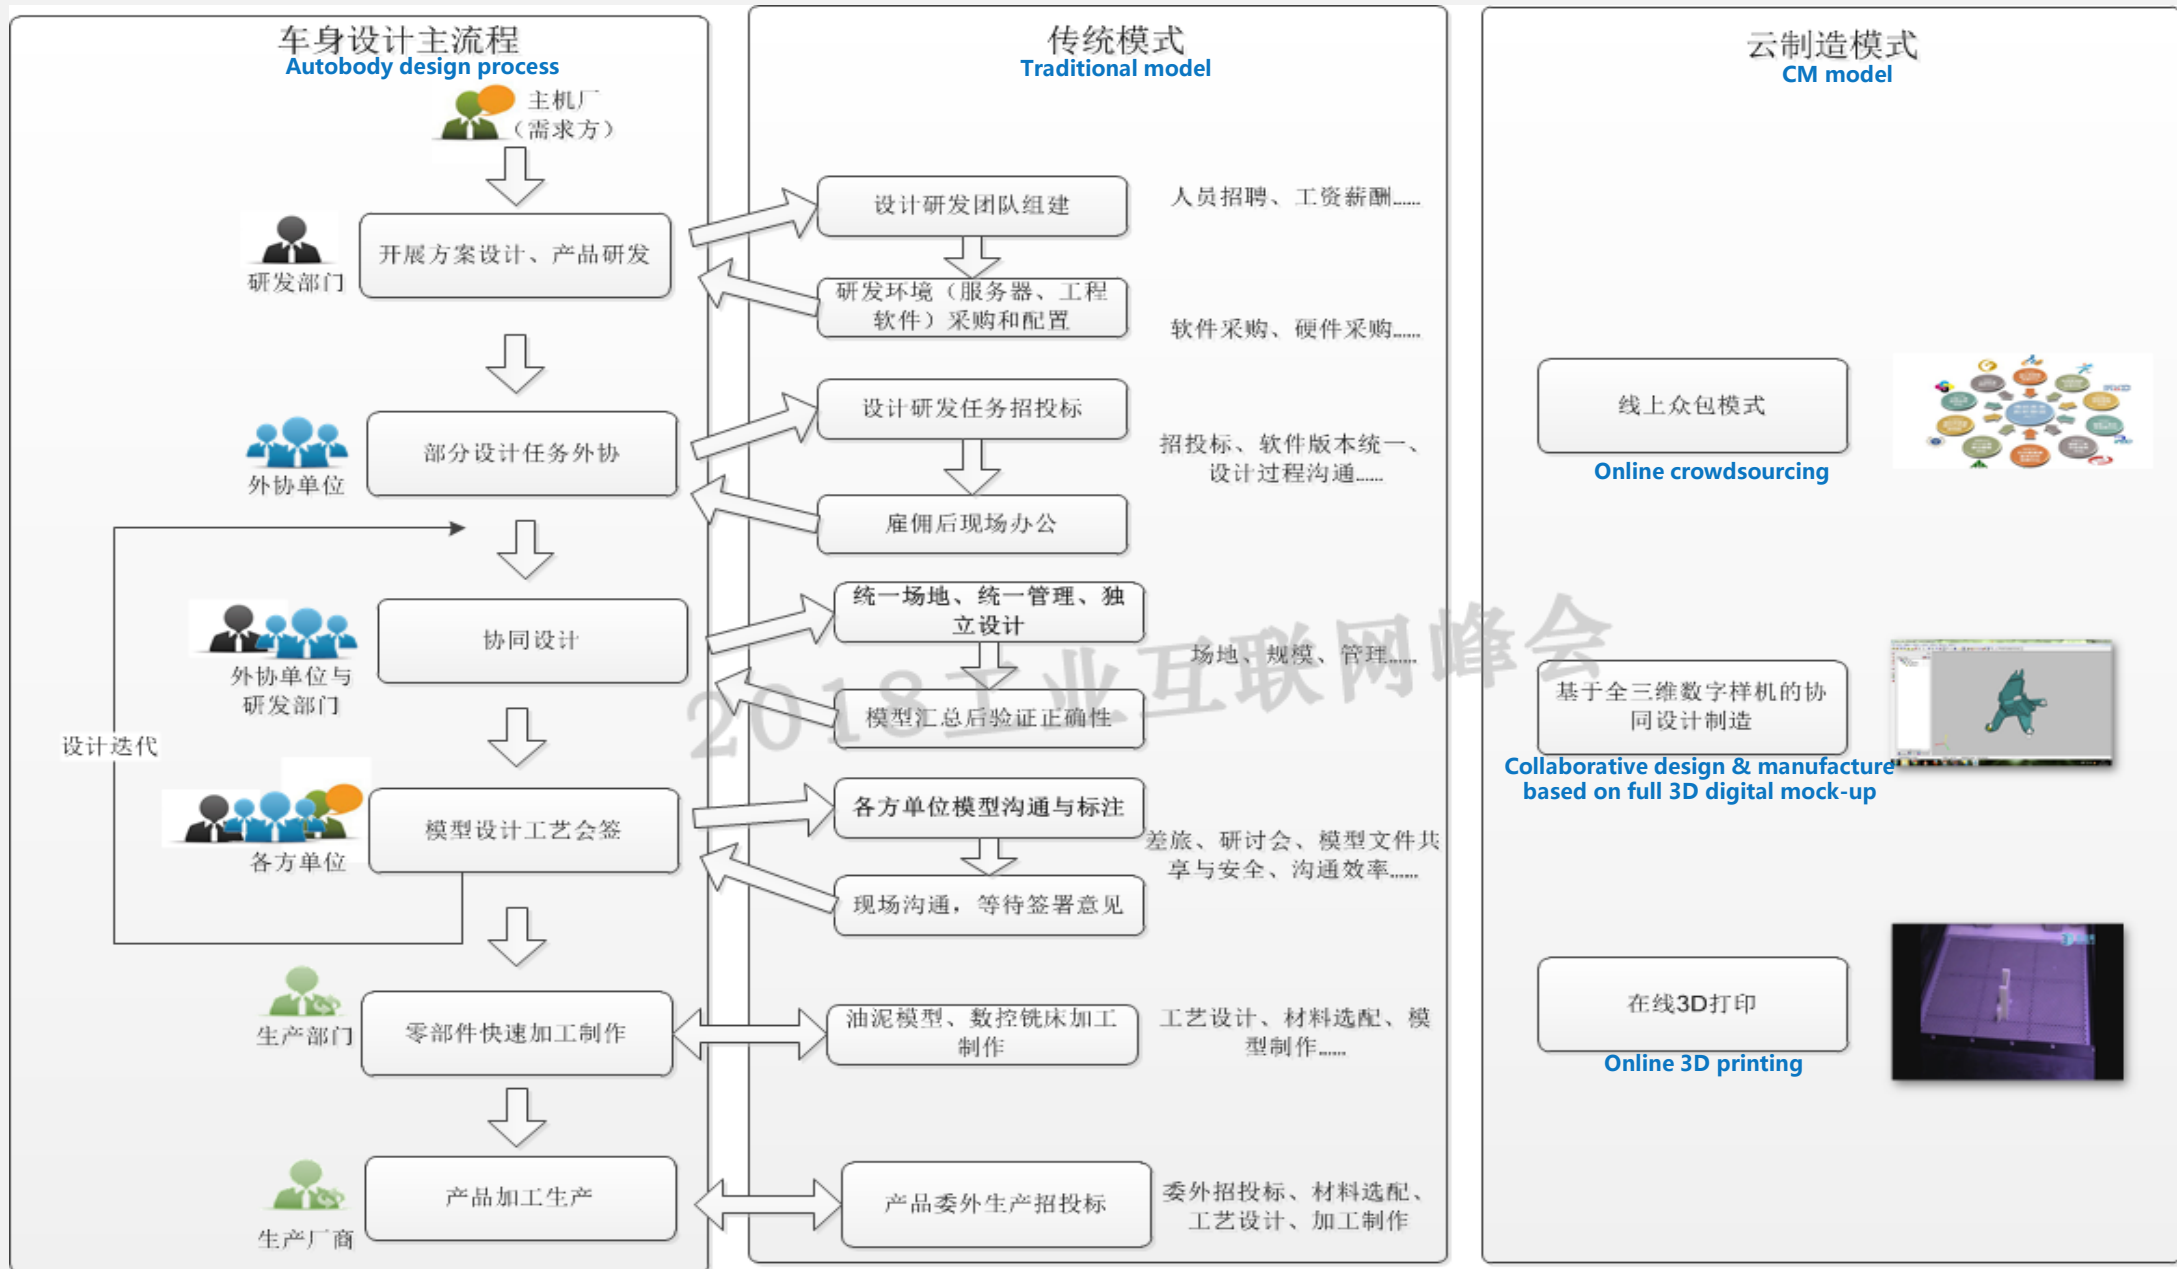 车身设计主流程
Autobody design process
主机厂
（需求方）
研发部门
开展方案设计、产品研发
外协单位
部分设计任务外协
外协单位与
研发部门
协同设计
设计迭代
各方单位
模型设计工艺会签
生产部门
零部件快速加工制作
生产厂商
产品加工生产
传统模式
Traditional model
设计研发团队组建
人员招聘、工资薪酬……
研发环境（服务器、工程
软件）采购和配置
软件采购、硬件采购……
设计研发任务招投标
招投标、软件版本统一、
设计过程沟通……
雇佣后现场办公
统一场地、统一管理、独
立设计
场地、规模、管理……
模型汇总后验证正确性
各方单位模型沟通与标注
差旅、研讨会、模型文件共
享与安全、沟通效率……
现场沟通，等待签署意见
油泥模型、数控铣床加工
制作
工艺设计、材料选配、模
型制作……
产品委外生产招投标
委外招投标、材料选配、
工艺设计、加工制作
云制造模式
CM model
线上众包模式
Online crowdsourcing
基于全三维数字样机的协
同设计制造
Collaborative design & manufacture
based on full 3D digital mock-up
在线3D打印
Online 3D printing
2018工业互联网峰会